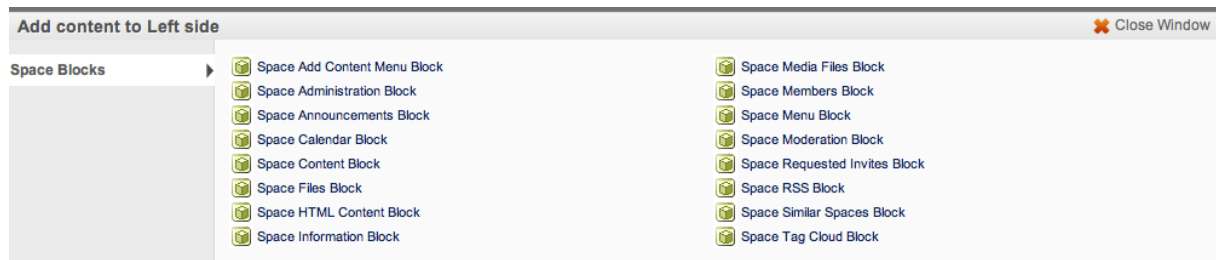 Add content to Left side
Close Window
Space Blocks
Space Add Content Menu Block
Space Administration Block
Space Announcements Block
Space Calendar Block
Space Content Block
Space Files Block
Space HTML Content Block
Space Information Block
Space Media Files Block
Space Members Block
Space Menu Block
Space Moderation Block
Space Requested Invites Block
Space RSS Block
Space Similar Spaces Block
Space Tag Cloud Block